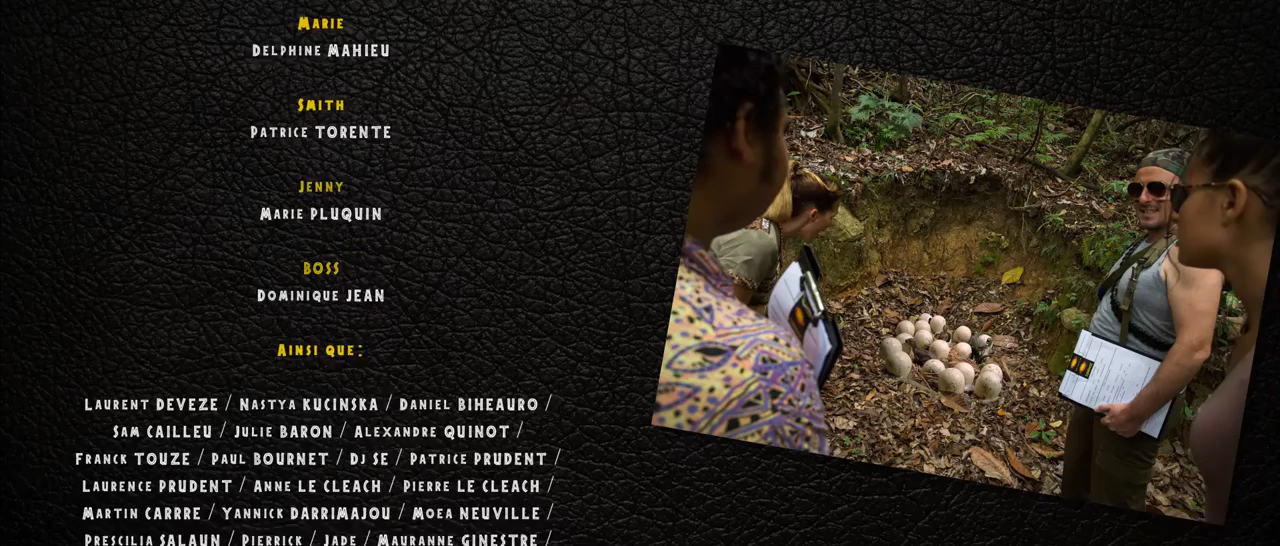 Marie
Delphine MAHIEU
Smith
Patrice TORENTE
Jenny
Marie PLUQUIN
Boss
Dominique JEAN
Ainsi que:
Laurent DEVEZE / Nastya KUCINSKA / Daniel BIHEAURO /
Sam CAILLEU / Julie BARON / Alexandre QUINOT /
Franck TOUZE / Paul BOURNET / Dj SE / Patrice PRUDENT /
Laurence PRUDENT / Anne LE CLEACH / Pierre LE CLEACH /
Martin CARRRE / Yannick DARRIMAJOU / Moea NEUVILLE /
Prescilia SALAUN / Pierrick / Jade / Mauranne GINESTRE /